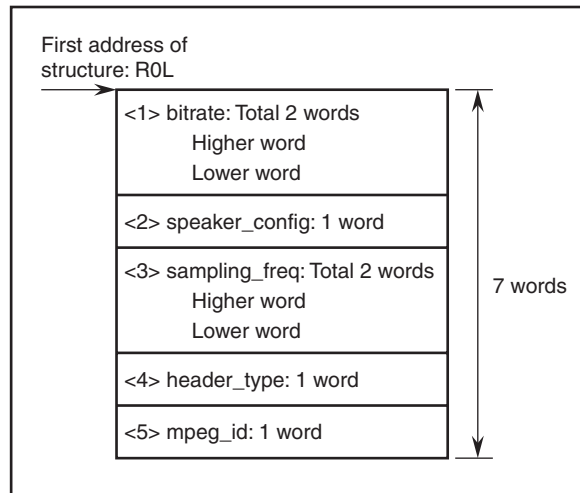 First address of
structure: R0L
<1> bitrate: Total 2 words
Higher word
Lower word
<2> speaker_config: 1 word
<3> sampling_freq: Total 2 words
Higher word
Lower word
7 words
<4> header_type: 1 word
<5> mpeg_id: 1 word